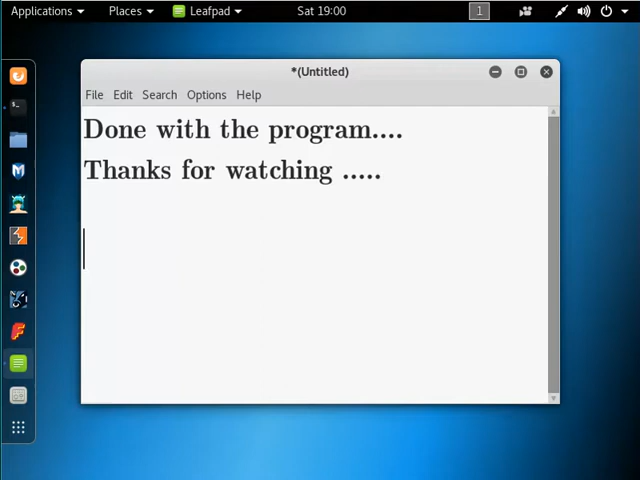 Applications Places Leafpad Sat 19:00 1
*(Untitled)
File Edit Search Options Help
Done with the program....
Thanks for watching .....